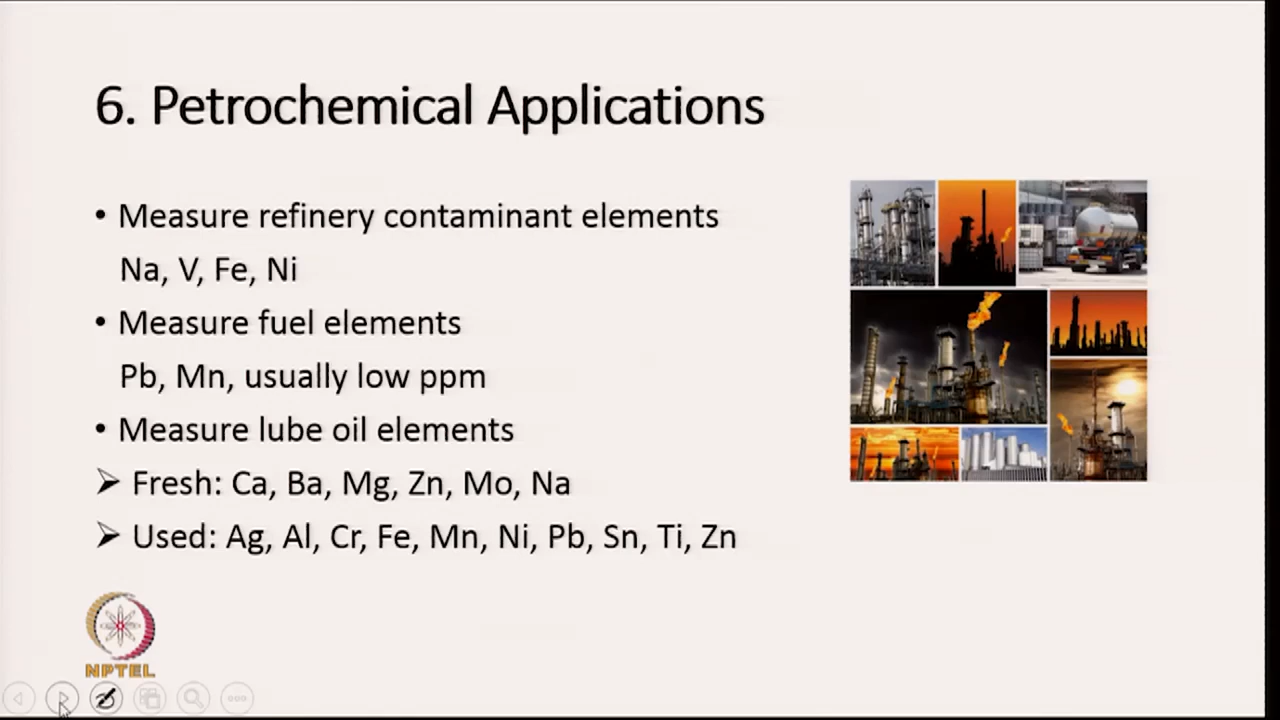 6. Petrochemical Applications
• Measure refinery contaminant elements
Na, V, Fe, Ni
• Measure fuel elements
Pb, Mn, usually low ppm
• Measure lube oil elements
➢ Fresh: Ca, Ba, Mg, Zn, Mo, Na
➢ Used: Ag, Al, Cr, Fe, Mn, Ni, Pb, Sn, Ti, Zn
NPTEL